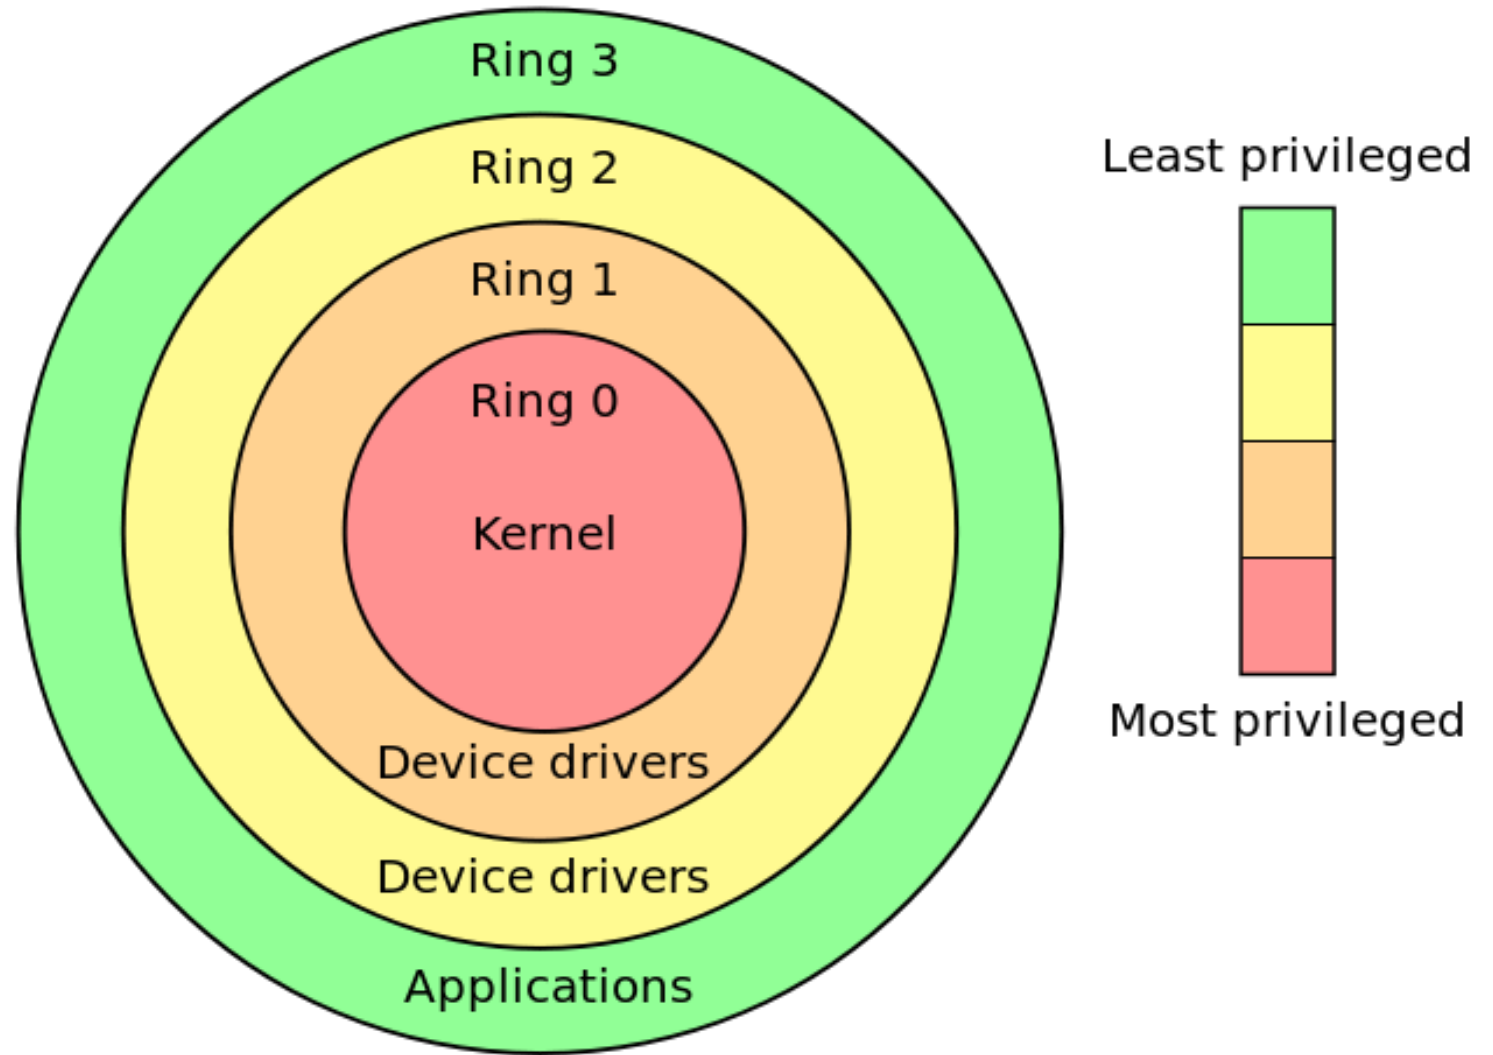 Ring 3
Ring 2
Ring 1
Ring 0
Kernel
Device drivers
Device drivers
Applications
Least privileged
Most privileged